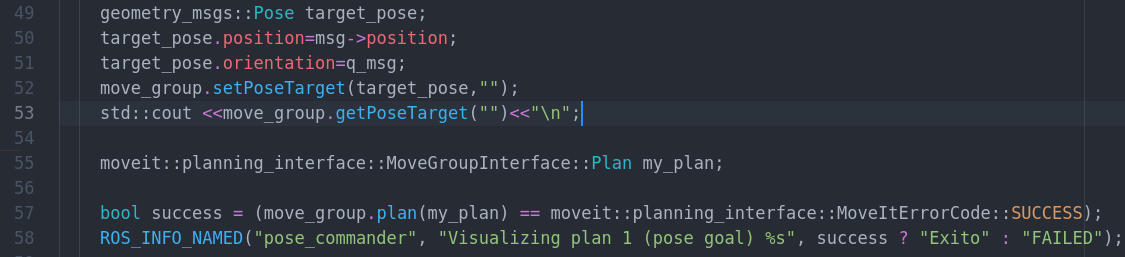 49 geometry_msgs::Pose target_pose;
50 target_pose.position=msg->position;
51 target_pose.orientation=q_msg;
52 move_group.setPoseTarget(target_pose,"");
53 std::cout <<move_group.getPoseTarget("")<<"\n";
54
55 moveit::planning_interface::MoveGroupInterface::Plan my_plan;
56
57 bool success = (move_group.plan(my_plan) == moveit::planning_interface::MoveItErrorCode::SUCCESS);
58 ROS_INFO_NAMED("pose_commander", "Visualizing plan 1 (pose goal) %s", success ? "Exito" : "FAILED");